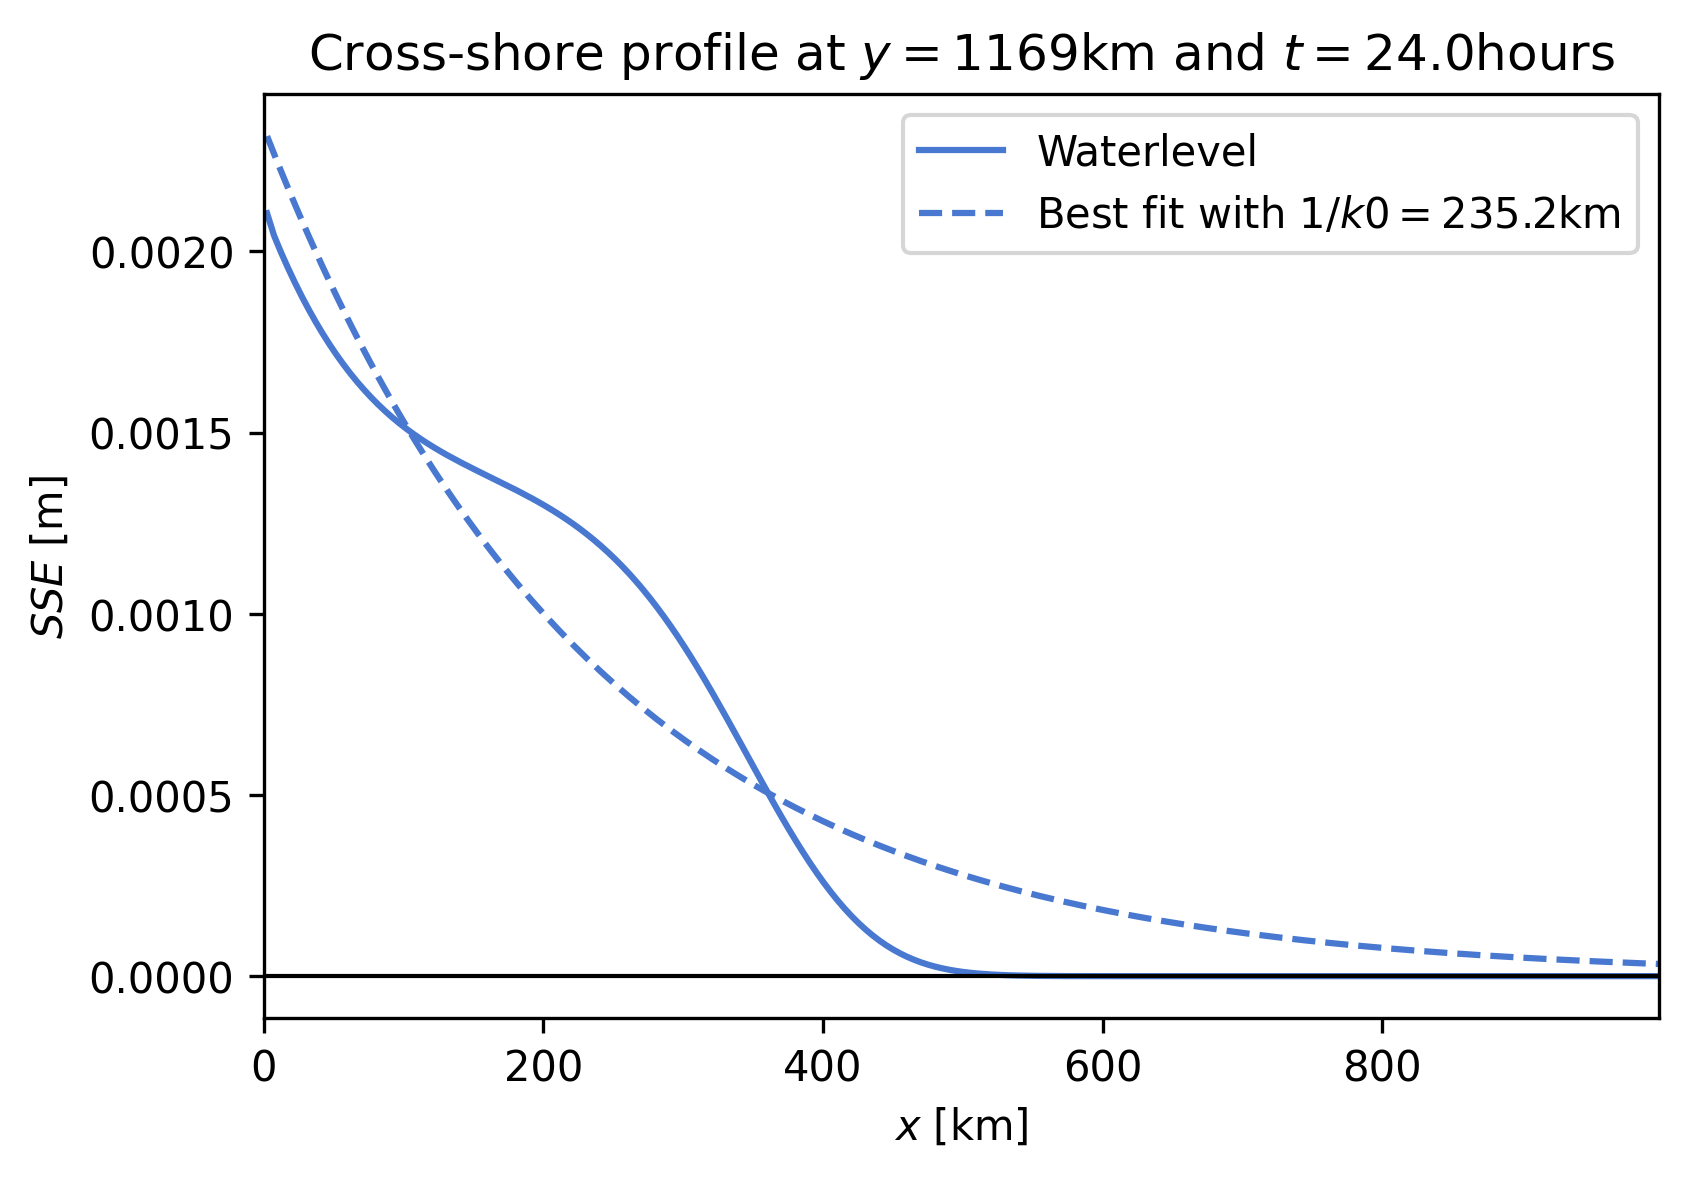 Cross-shore profile at y = 1169km and t = 24.0hours
Waterlevel
Best fit with 1/k0 = 235.2km
SSE [m]
0.0020
0.0015
0.0010
0.0005
0.0000
0 200 400 600 800
x [km]